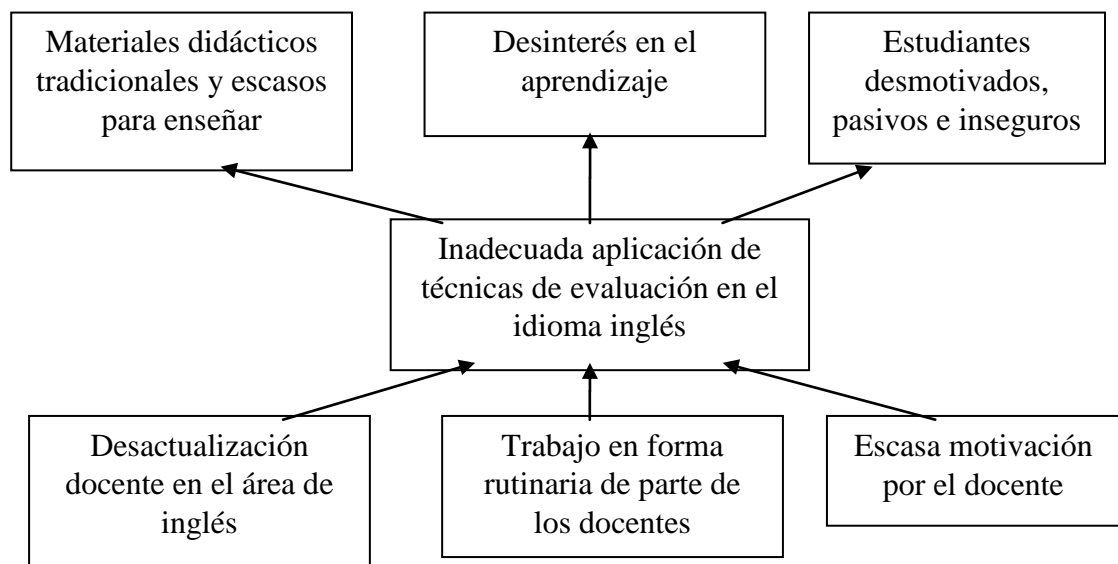 Materiales didácticos
tradicionales y escasos
para enseñar
Desinterés en el
aprendizaje
Estudiantes
desmotivados,
pasivos e inseguros
Inadecuada aplicación de
técnicas de evaluación en el
idioma inglés
Desactualización
docente en el área de
inglés
Trabajo en forma
rutinaria de parte de
los docentes
Escasa motivación
por el docente